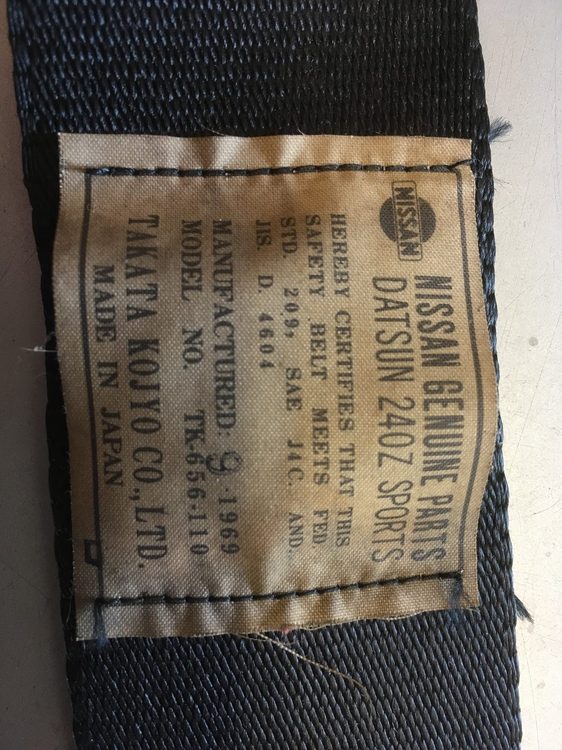 NISSAN
NISSAN GENUINE PARTS
DATSUN 240Z SPORTS
HEREBY CERTIFIES THAT THIS
SAFETY BELT MEETS FED.
STD. 209, SAE J4C. AND.
JIS. D. 4604
MANUFACTURED: 9 .1969
MODEL NO. TK-656-110
TAKATA KOJYO CO., LTD.
MADE IN JAPAN